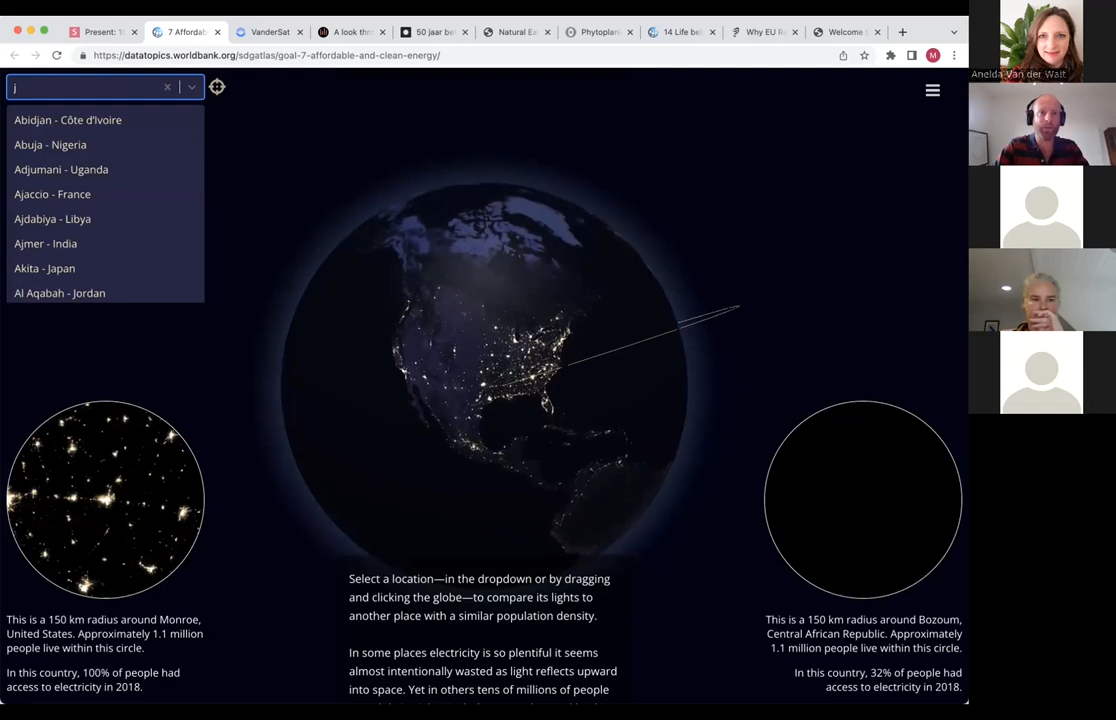 Present: 1
7 Affordab
VanderSat
A look thr
50 jaar be
Natural Ea
Phytoplan
14 Life bel
Why EU R
Welcome
https://datatopics.worldbank.org/sdgatlas/goal-7-affordable-and-clean-energy/
M
j
Abidjan - Côte d'Ivoire
Abuja - Nigeria
Adjumani - Uganda
Ajaccio - France
Ajdabiya - Libya
Ajmer - India
Akita - Japan
Al Aqabah - Jordan
This is a 150 km radius around Monroe,
United States. Approximately 1.1 million
people live within this circle.
In this country, 100% of people had
access to electricity in 2018.
Select a location—in the dropdown or by dragging
and clicking the globe—to compare its lights to
another place with a similar population density.
In some places electricity is so plentiful it seems
almost intentionally wasted as light reflects upward
into space. Yet in others tens of millions of people
This is a 150 km radius around Bozoum,
Central African Republic. Approximately
1.1 million people live within this circle.
In this country, 32% of people had
access to electricity in 2018.
Anelda Van der Walt